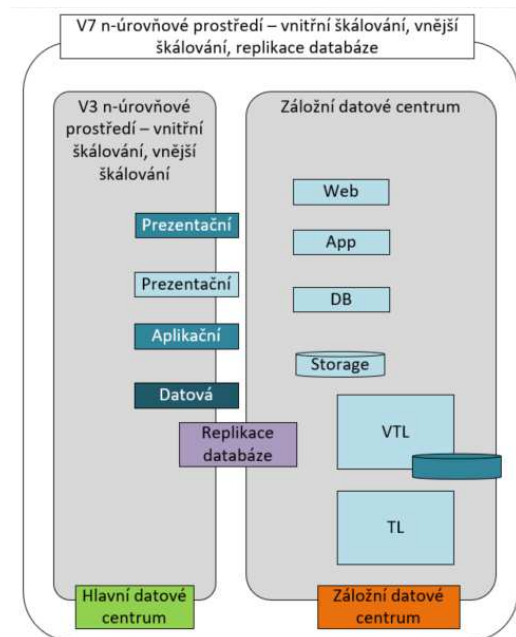 V7 n-úrovňové prostředí – vnitřní škálování, vnější
škálování, replikace databáze
V3 n-úrovňové
prostředí – vnitřní
škálování, vnější
škálování
Prezentační
Prezentační
Aplikační
Datová
Replikace
databáze
Hlavní datové
centrum
Záložní datové centrum
Web
App
DB
Storage
VTL
TL
Záložní datové
centrum